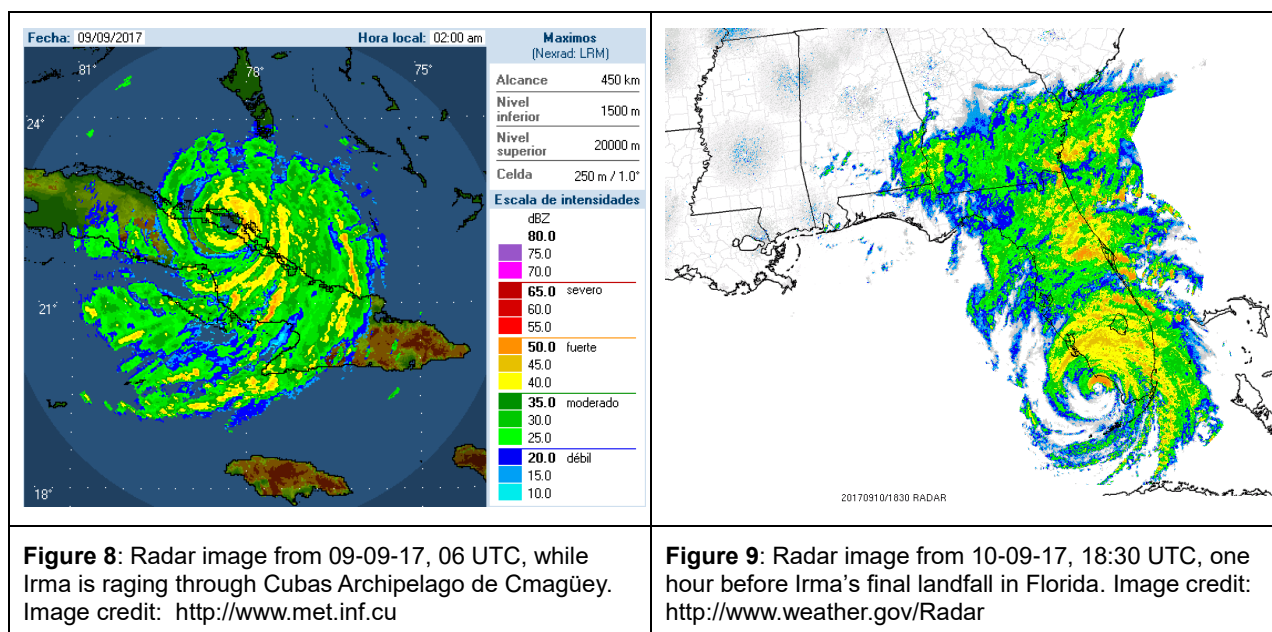 Fecha: 09/09/2017 Hora local: 02:00 am
81° 78° 75°
24°
21°
18°
Maximos
(Nexrad: LRM)
Alcance 450 km
Nivel inferior 1500 m
Nivel superior 20000 m
Celda 250 m / 1.0°
Escala de intensidades
dBZ
80.0
75.0
70.0
65.0 severo
60.0
55.0
50.0 fuerte
45.0
40.0
35.0 moderado
30.0
25.0
20.0 débil
15.0
10.0
20170910/1830 RADAR
Figure 8: Radar image from 09-09-17, 06 UTC, while
Irma is raging through Cubas Archipelago de Cmagüey.
Image credit: http://www.met.inf.cu
Figure 9: Radar image from 10-09-17, 18:30 UTC, one
hour before Irma’s final landfall in Florida. Image credit:
http://www.weather.gov/Radar